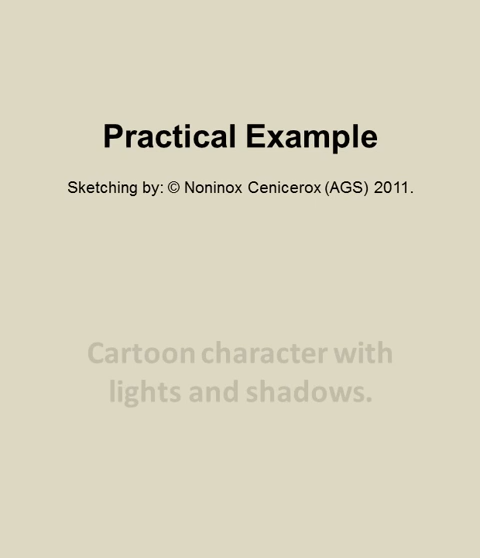 Practical Example
Sketching by: © Noninox Cenicerox (AGS) 2011.
Cartoon character with
lights and shadows.